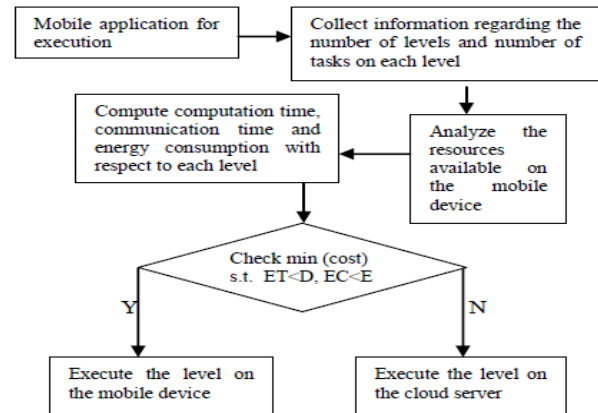 Mobile application for
execution
Collect information regarding the
number of levels and number of
tasks on each level
Compute computation time,
communication time and
energy consumption with
respect to each level
Analyze the
resources
available on
the mobile
device
Check min (cost)
s.t. ET<D, EC<E
Y
N
Execute the level on
the mobile device
Execute the level on
the cloud server